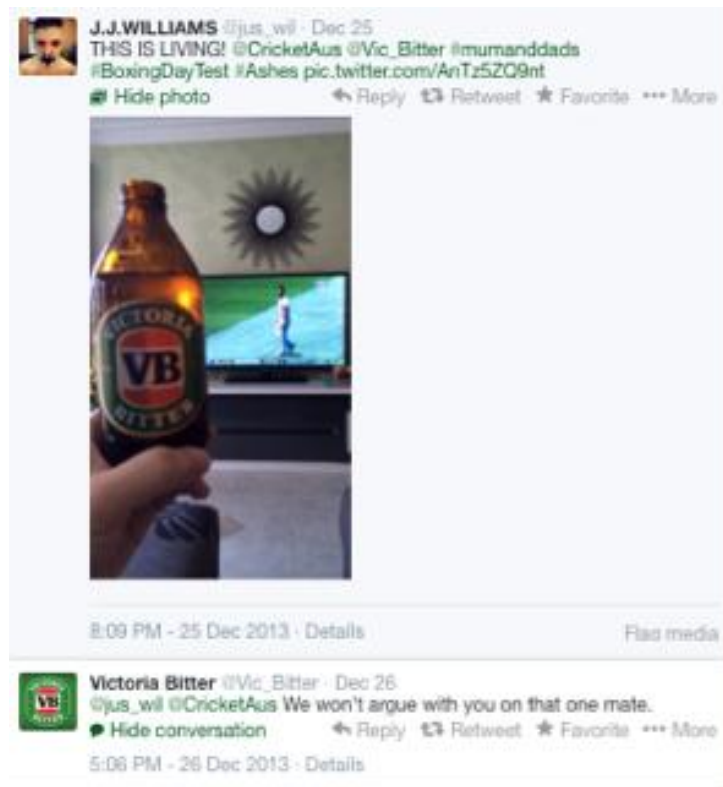 J.J.WILLIAMS @jus_wil · Dec 25
THIS IS LIVING! @CricketAus @Vic_Bitter #mumanddads
#BoxingDayTest #Ashes pic.twitter.com/AnTz5ZQ9nt
Hide photo Reply Retweet Favorite More
VICTORIA
VB
BITTER
8:09 PM - 25 Dec 2013 · Details
Flag media
Victoria Bitter @Vic_Bitter · Dec 26
@jus_wil @CricketAus We won't argue with you on that one mate.
Hide conversation Reply Retweet Favorite More
5:06 PM - 26 Dec 2013 · Details
VB